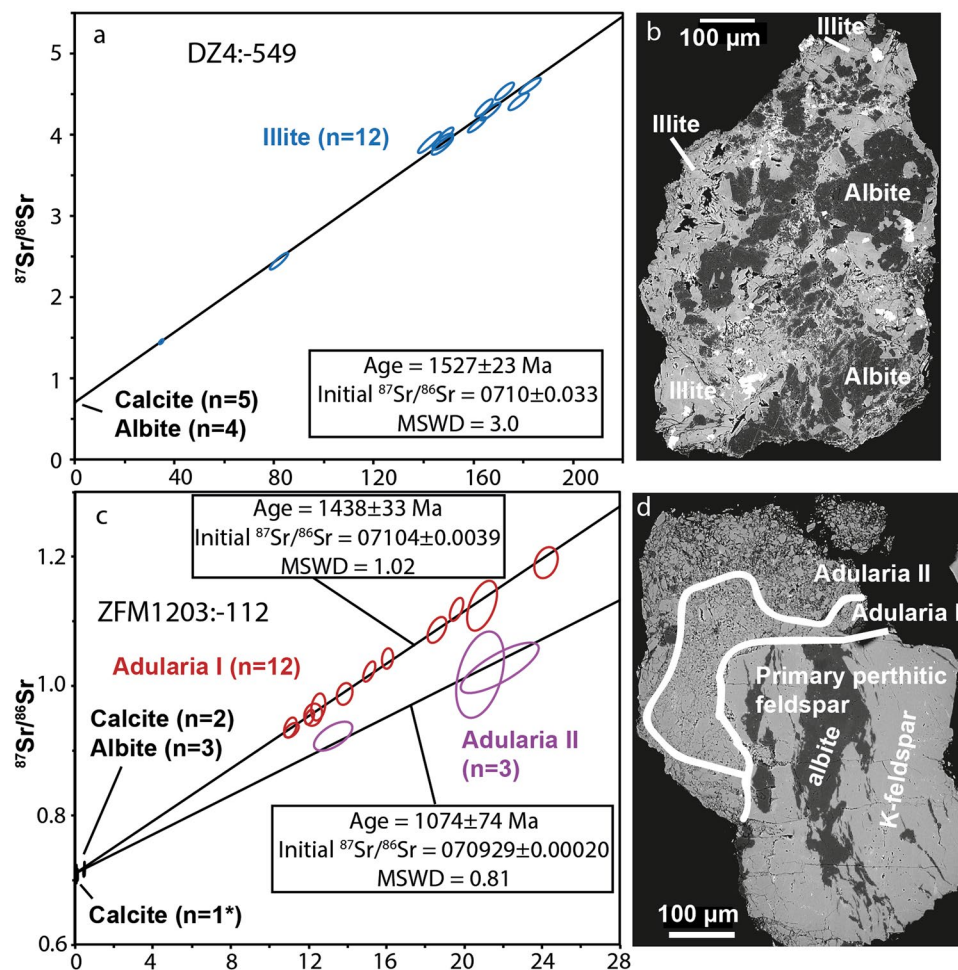 a
DZ4:-549
Illite (n=12)
Calcite (n=5)
Albite (n=4)
Age = 1527±23 Ma
Initial ⁸⁷Sr/⁸⁶Sr = 0710±0.033
MSWD = 3.0
⁸⁷Sr/⁸⁶Sr
5
4
3
2
1
0
0 40 80 120 160 200
b
100 µm
Illite
Illite
Albite
Illite
Albite
c
Age = 1438±33 Ma
Initial ⁸⁷Sr/⁸⁶Sr = 07104±0.0039
MSWD = 1.02
ZFM1203:-112
Adularia I (n=12)
Calcite (n=2)
Albite (n=3)
Adularia II
(n=3)
Age = 1074±74 Ma
Initial ⁸⁷Sr/⁸⁶Sr = 070929±0.00020
MSWD = 0.81
Calcite (n=1*)
⁸⁷Sr/⁸⁶Sr
1.2
1.0
0.8
0.6
0 4 8 12 16 20 24 28
d
Adularia II
Adularia I
Primary perthitic
feldspar
albite
K-feldspar
100 µm